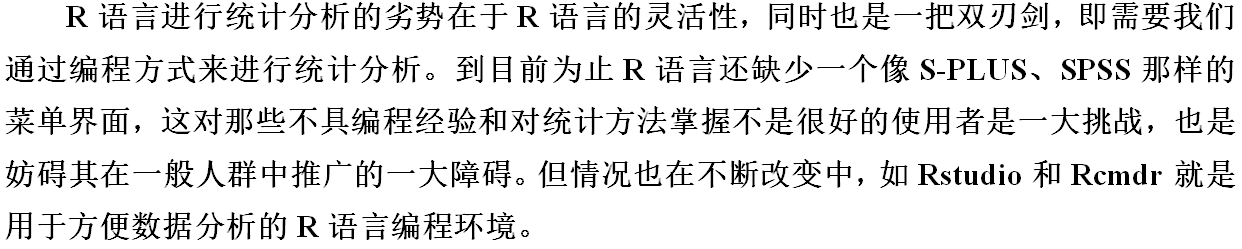 R 语言进行统计分析的劣势在于 R 语言的灵活性，同时也是一把双刃剑，即需要我们
通过编程方式来进行统计分析。到目前为止 R 语言还缺少一个像 S-PLUS、SPSS 那样的
菜单界面，这对那些不具编程经验和对统计方法掌握不是很好的使用者是一大挑战，也是
妨碍其在一般人群中推广的一大障碍。但情况也在不断改变中，如 Rstudio 和 Rcmdr 就是
用于方便数据分析的 R 语言编程环境。